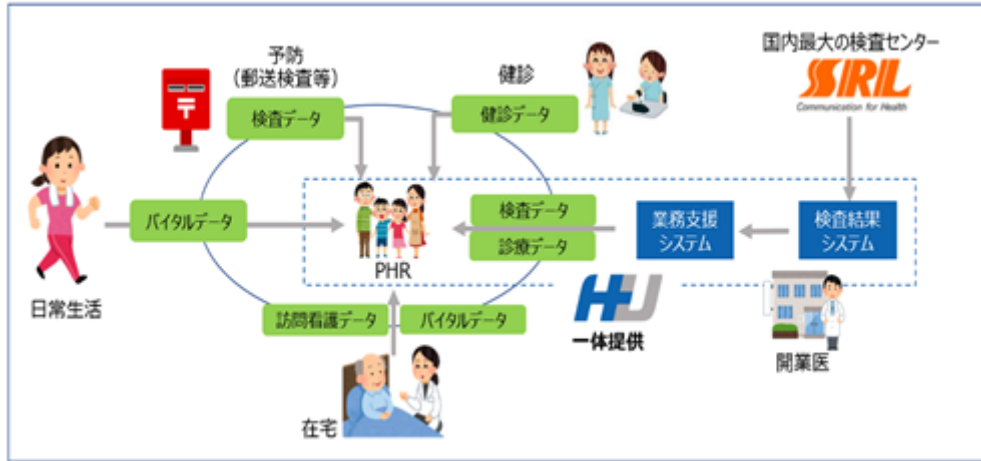 予防
（郵送検査等）
健診
国内最大の検査センター
SRL
Communication for Health
〒
検査データ
健診データ
バイタルデータ
検査データ
診療データ
業務支援
システム
検査結果
システム
PHR
日常生活
訪問看護データ
バイタルデータ
HU
一体提供
開業医
在宅